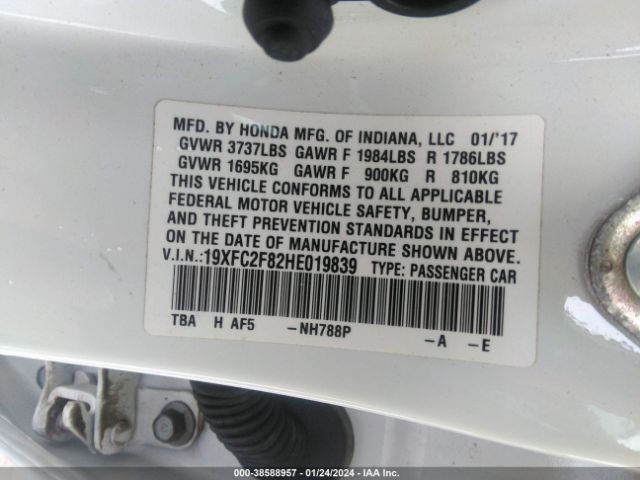 MFD. BY HONDA MFG. OF INDIANA, LLC 01/'17
GVWR 3737LBS GAWR F 1984LBS R 1786LBS
GVWR 1695KG GAWR F 900KG R 810KG
THIS VEHICLE CONFORMS TO ALL APPLICABLE
FEDERAL MOTOR VEHICLE SAFETY, BUMPER,
AND THEFT PREVENTION STANDARDS IN EFFECT
ON THE DATE OF MANUFACTURE SHOWN ABOVE.
V.I.N.:19XFC2F82HE019839 TYPE: PASSENGER CAR
TBA H AF5 -NH788P -A -E
000-38588957 - 01/24/2024 - IAA Inc.